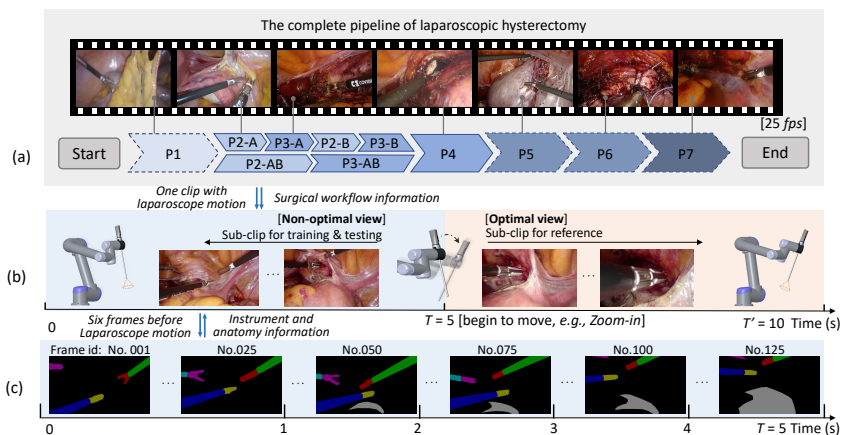 The complete pipeline of laparoscopic hysterectomy
[25 fps]
(a)
Start
P1
P2-A
P3-A
P2-B
P3-B
P2-AB
P3-AB
P4
P5
P6
P7
End
One clip with
laparoscope motion
Surgical workflow information
[Non-optimal view]
Sub-clip for training & testing
[Optimal view]
Sub-clip for reference
(b)
...
...
0
T = 5 [begin to move, e.g., Zoom-in]
T' = 10 Time (s)
Six frames before
Laparoscope motion
Instrument and
anatomy information
Frame id: No. 001
No.025
No.050
No.075
No.100
No.125
(c)
...
...
...
...
...
0
1
2
3
4
T = 5 Time (s)